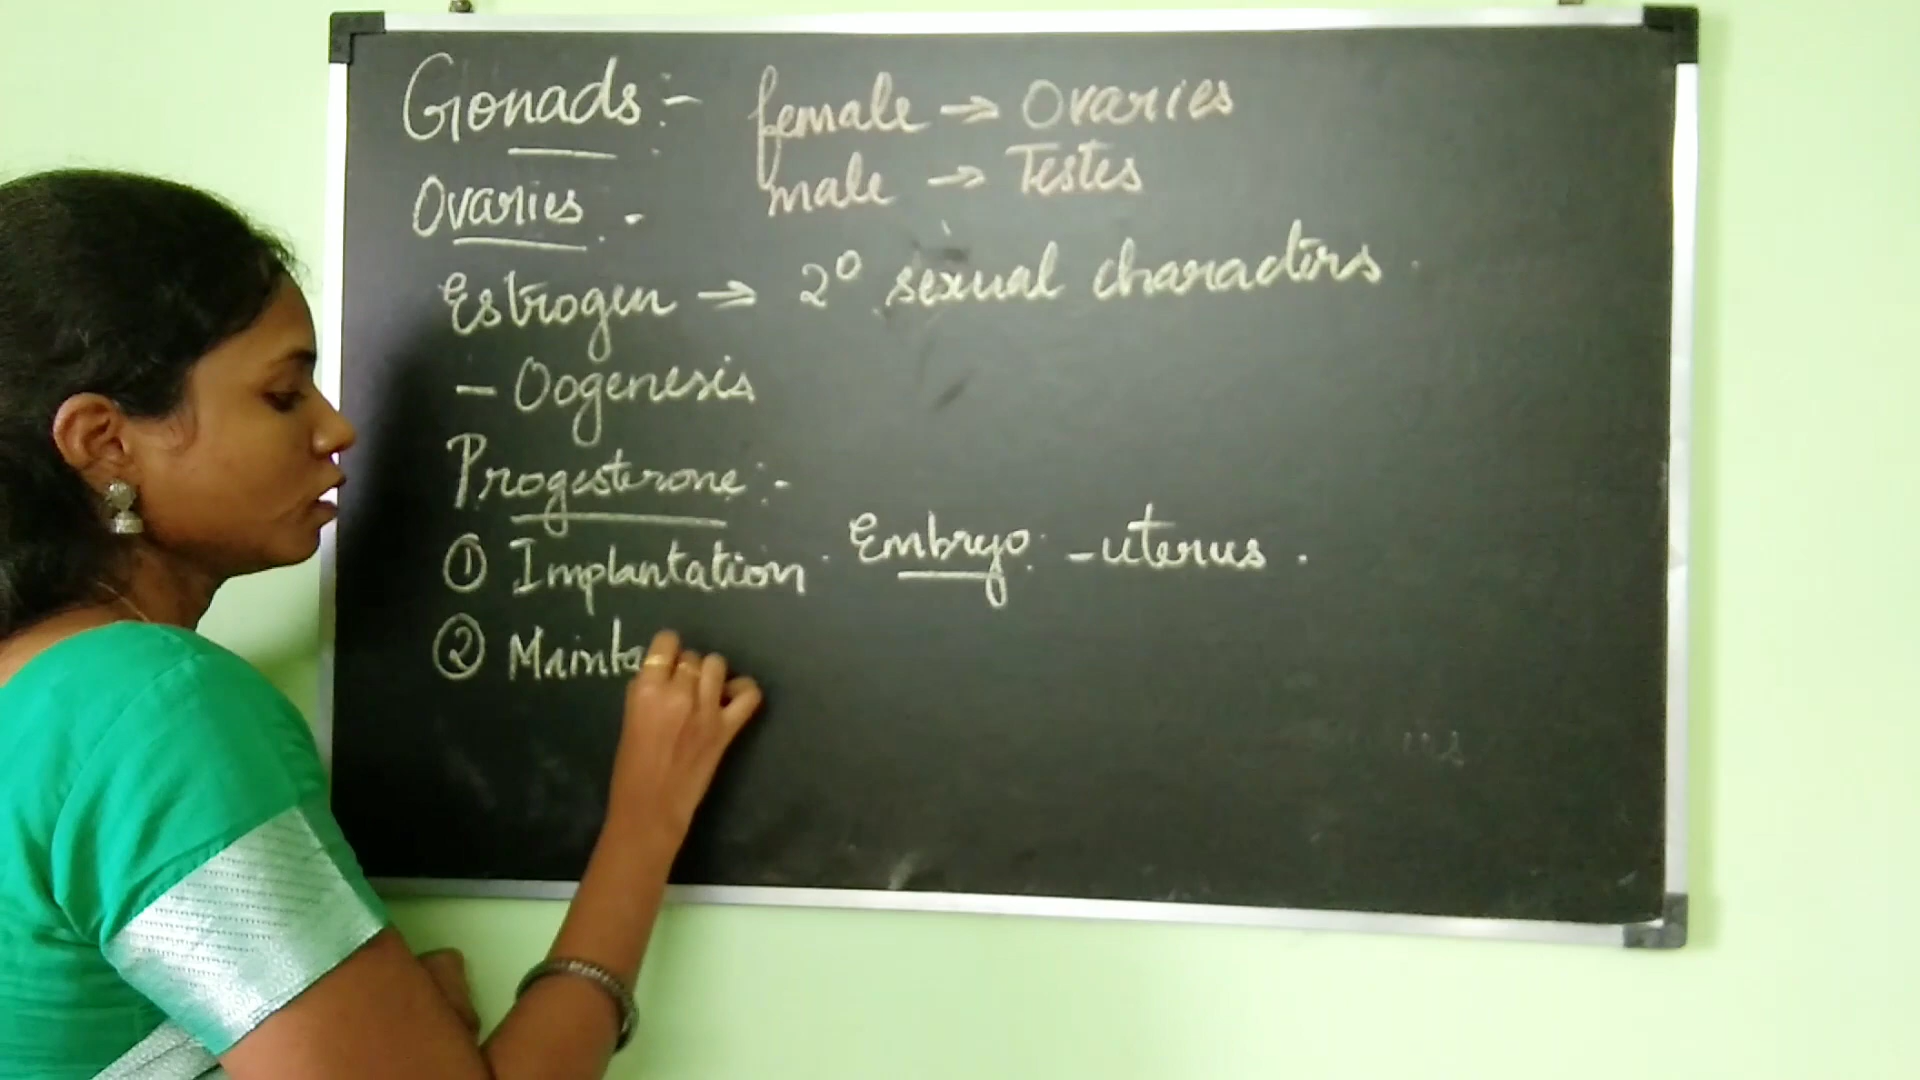 Gonads :- female → Ovaries
male → Testes
Ovaries .
Estrogen → 2° sexual characters
- Oogenesis
Progesterone :-
① Implantation . Embryo - uterus .
② Mainta